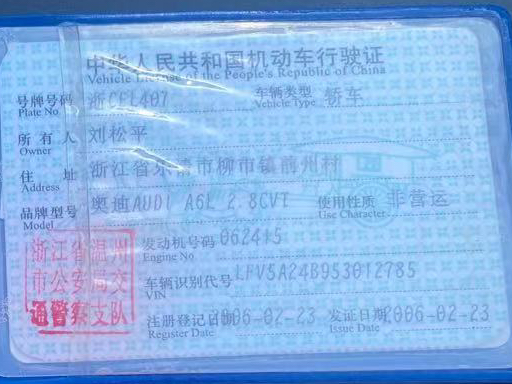 中华人民共和国机动车行驶证
Vehicle License of the People's Republic of China
号牌号码 浙CFL407 车辆类型 轿车
Plate No Vehicle Type
所有人 刘松平
Owner
住址 浙江省乐清市柳市镇前州村
Address
品牌型号 奥迪AUDI A6L 2.8CVT 使用性质 非营运
Model Use Character
浙江省温州
市公安局交
通警察支队
发动机号码 062415
Engine No
车辆识别代号 LFV5A24B953012785
VIN
注册登记日期 2006-02-23 发证日期 2006-02-23
Register Date Issue Date